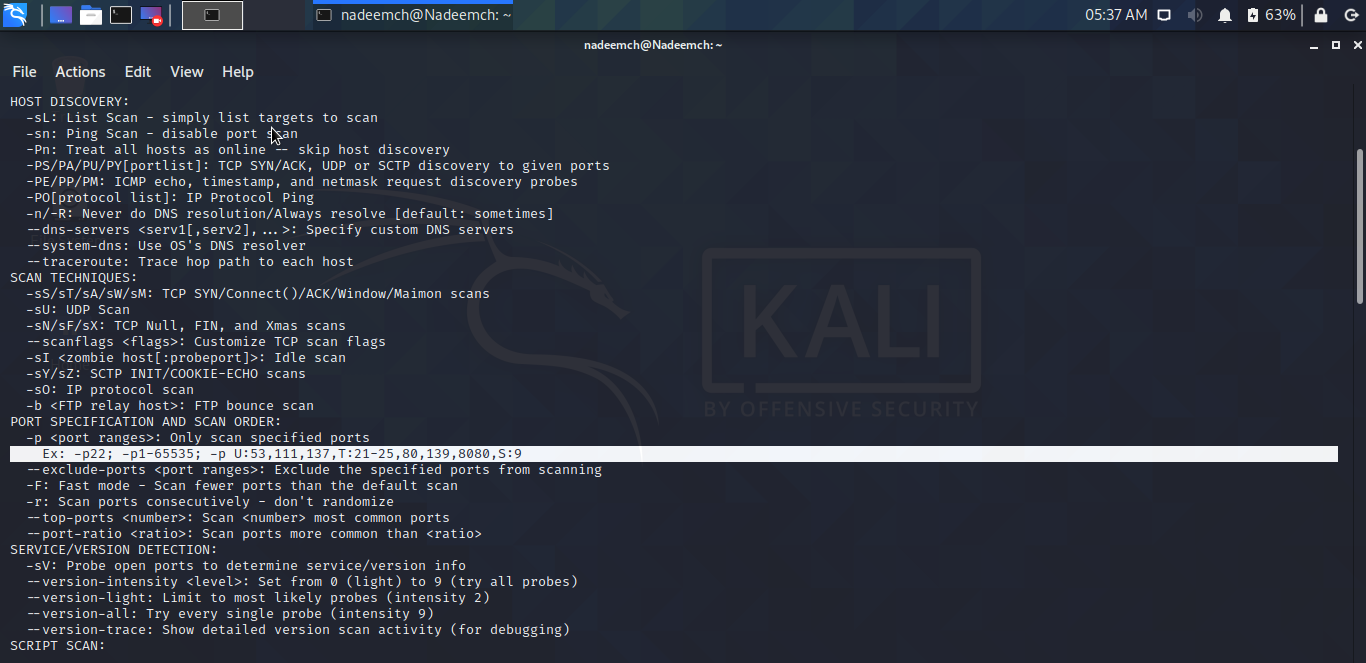 nadeemch@Nadeemch: ~
05:37 AM
63%
nadeemch@Nadeemch: ~
File Actions Edit View Help
HOST DISCOVERY:
-sL: List Scan - simply list targets to scan
-sn: Ping Scan - disable port scan
-Pn: Treat all hosts as online -- skip host discovery
-PS/PA/PU/PY[portlist]: TCP SYN/ACK, UDP or SCTP discovery to given ports
-PE/PP/PM: ICMP echo, timestamp, and netmask request discovery probes
-PO[protocol list]: IP Protocol Ping
-n/-R: Never do DNS resolution/Always resolve [default: sometimes]
--dns-servers <serv1[,serv2],...>: Specify custom DNS servers
--system-dns: Use OS's DNS resolver
--traceroute: Trace hop path to each host
SCAN TECHNIQUES:
-sS/sT/sA/sW/sM: TCP SYN/Connect()/ACK/Window/Maimon scans
-sU: UDP Scan
-sN/sF/sX: TCP Null, FIN, and Xmas scans
--scanflags <flags>: Customize TCP scan flags
-sI <zombie host[:probeport]>: Idle scan
-sY/sZ: SCTP INIT/COOKIE-ECHO scans
-sO: IP protocol scan
-b <FTP relay host>: FTP bounce scan
PORT SPECIFICATION AND SCAN ORDER:
-p <port ranges>: Only scan specified ports
Ex: -p22; -p1-65535; -p U:53,111,137,T:21-25,80,139,8080,S:9
--exclude-ports <port ranges>: Exclude the specified ports from scanning
-F: Fast mode - Scan fewer ports than the default scan
-r: Scan ports consecutively - don't randomize
--top-ports <number>: Scan <number> most common ports
--port-ratio <ratio>: Scan ports more common than <ratio>
SERVICE/VERSION DETECTION:
-sV: Probe open ports to determine service/version info
--version-intensity <level>: Set from 0 (light) to 9 (try all probes)
--version-light: Limit to most likely probes (intensity 2)
--version-all: Try every single probe (intensity 9)
--version-trace: Show detailed version scan activity (for debugging)
SCRIPT SCAN:
KALI
BY OFFENSIVE SECURITY